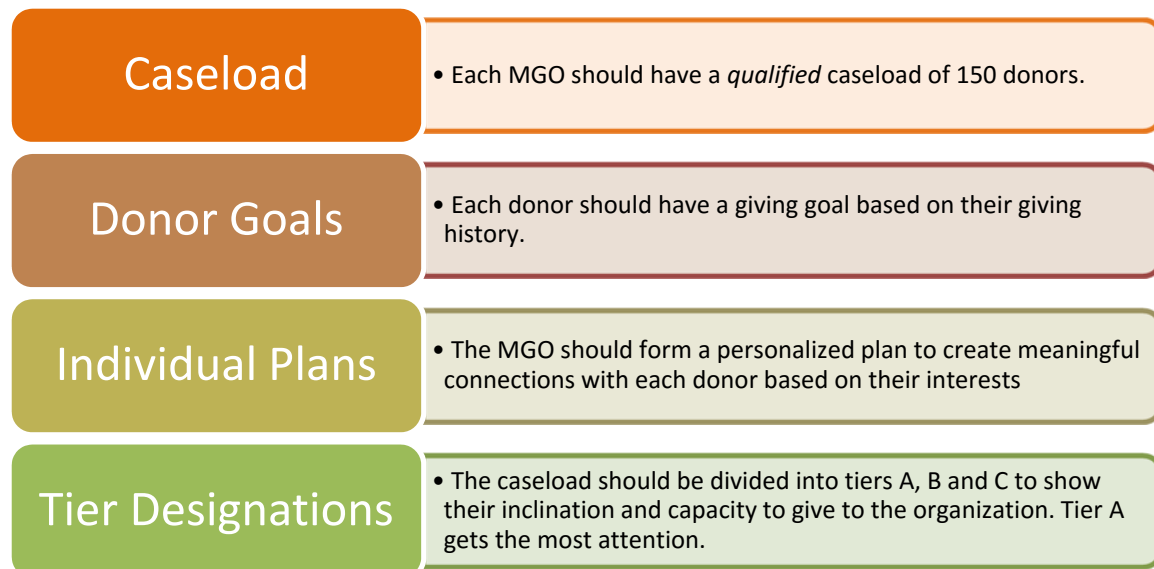 Caseload
• Each MGO should have a qualified caseload of 150 donors.
Donor Goals
• Each donor should have a giving goal based on their giving
history.
Individual Plans
• The MGO should form a personalized plan to create meaningful
connections with each donor based on their interests
Tier Designations
• The caseload should be divided into tiers A, B and C to show
their inclination and capacity to give to the organization. Tier A
gets the most attention.